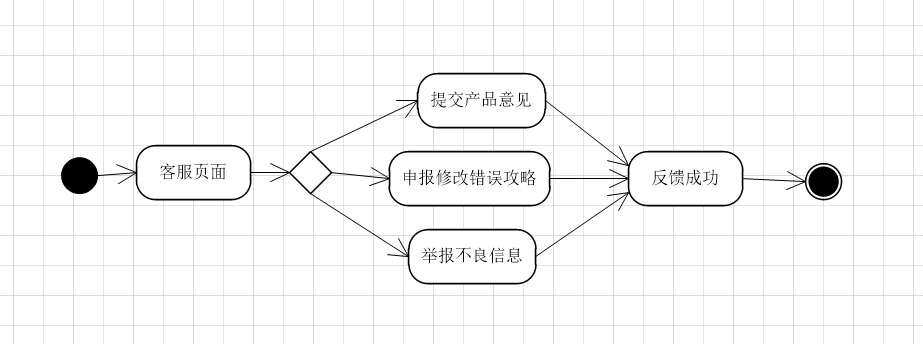 提交产品意见
客服页面
申报修改错误攻略
反馈成功
举报不良信息